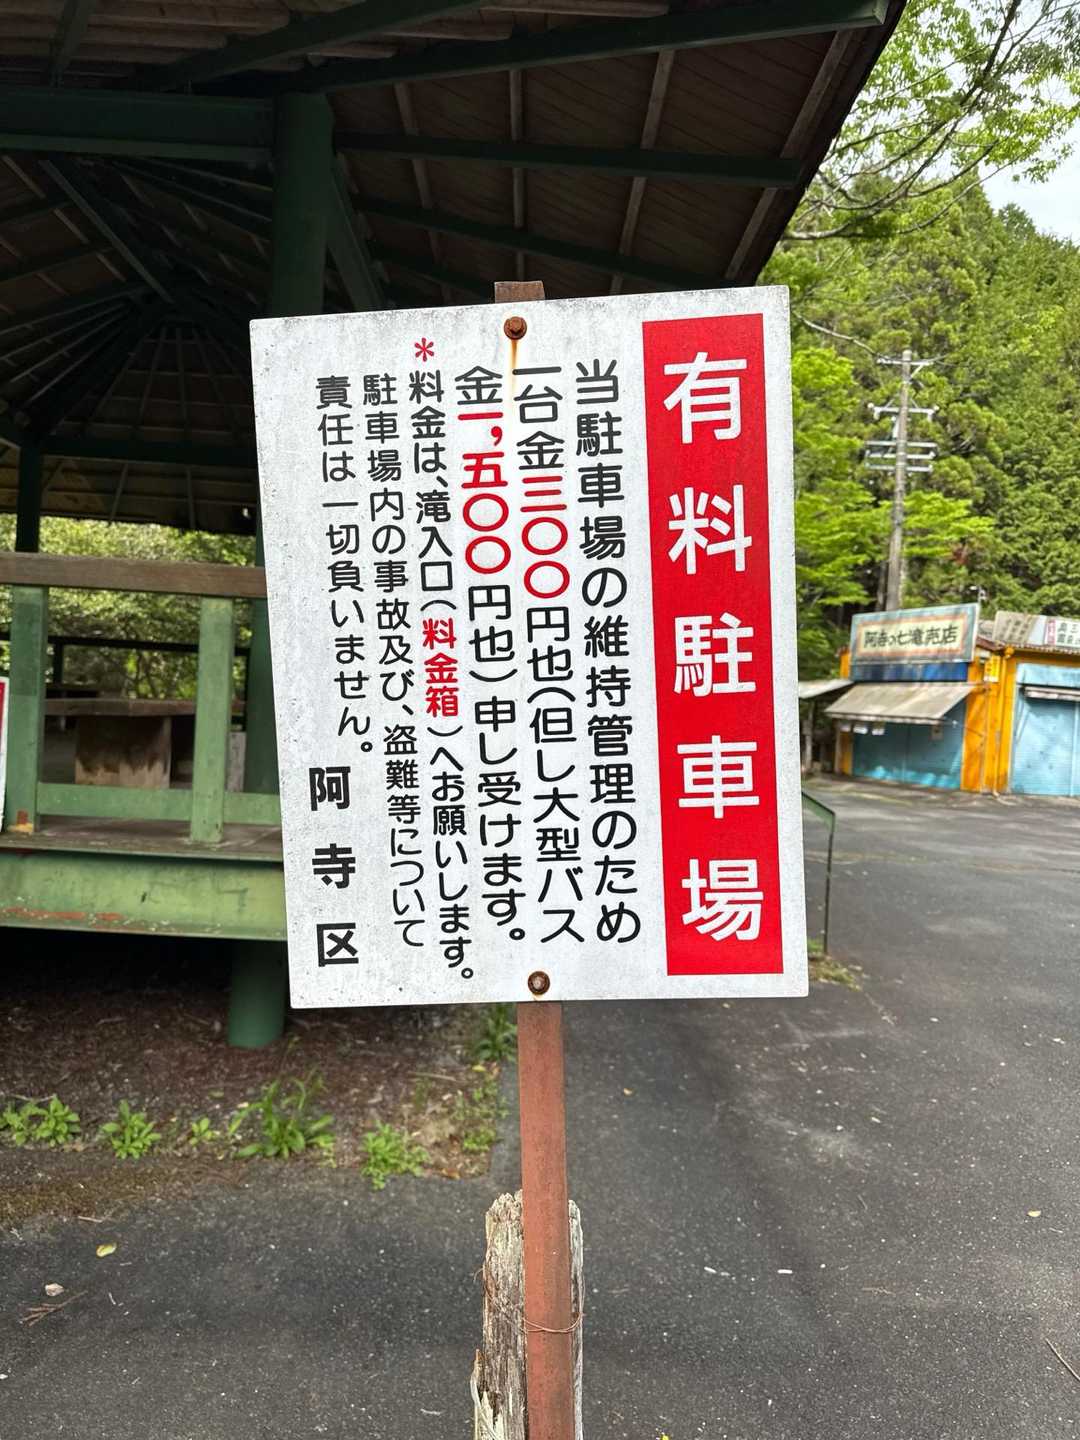 有料駐車場
当駐車場の維持管理のため
一台金三〇〇円也(但し大型バス
金一,五〇〇円也)申し受けます。
*料金は、滝入口(料金箱)へお願いします。
駐車場内の事故及び、盗難等について
責任は一切負いません。
阿寺区
阿寺の七滝売店